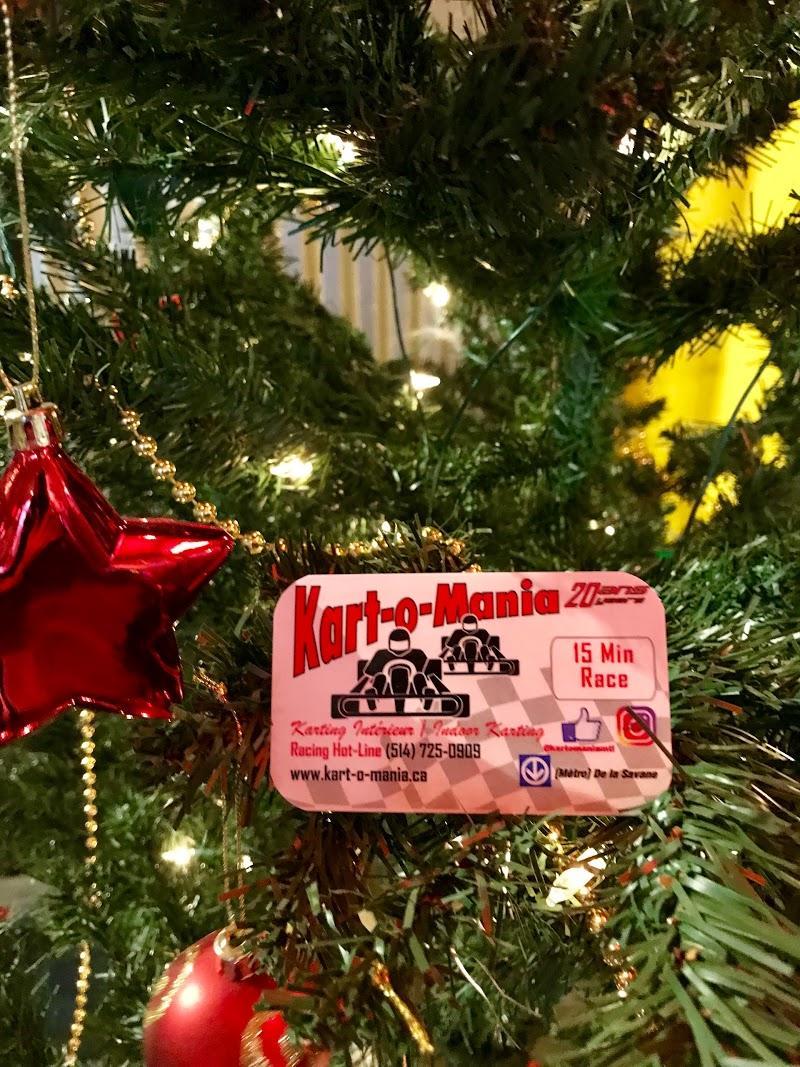 Kart-o-Mania
20 ans
years
15 Min
Race
Karting Intérieur | Indoor Karting
Racing Hot-Line (514) 725-0909
@kartomaniamtl
www.kart-o-mania.ca
(Métro) De la Savane